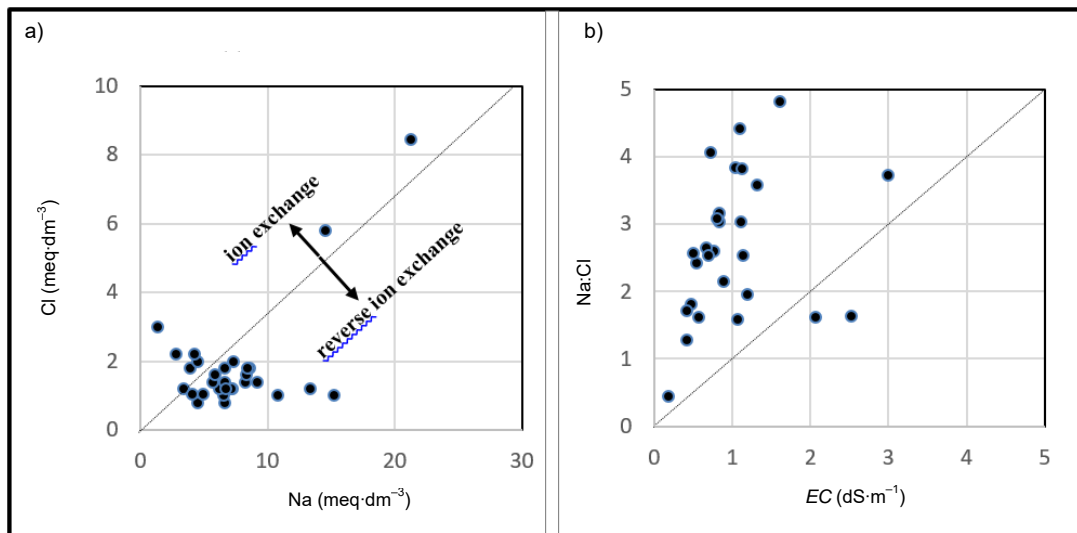 a)
10
8
6
4
2
0
Cl (meq·dm⁻³)
ion exchange
reverse ion exchange
0 10 20 30
Na (meq·dm⁻³)
b)
5
4
3
2
1
0
Na:Cl
0 1 2 3 4 5
EC (dS·m⁻¹)